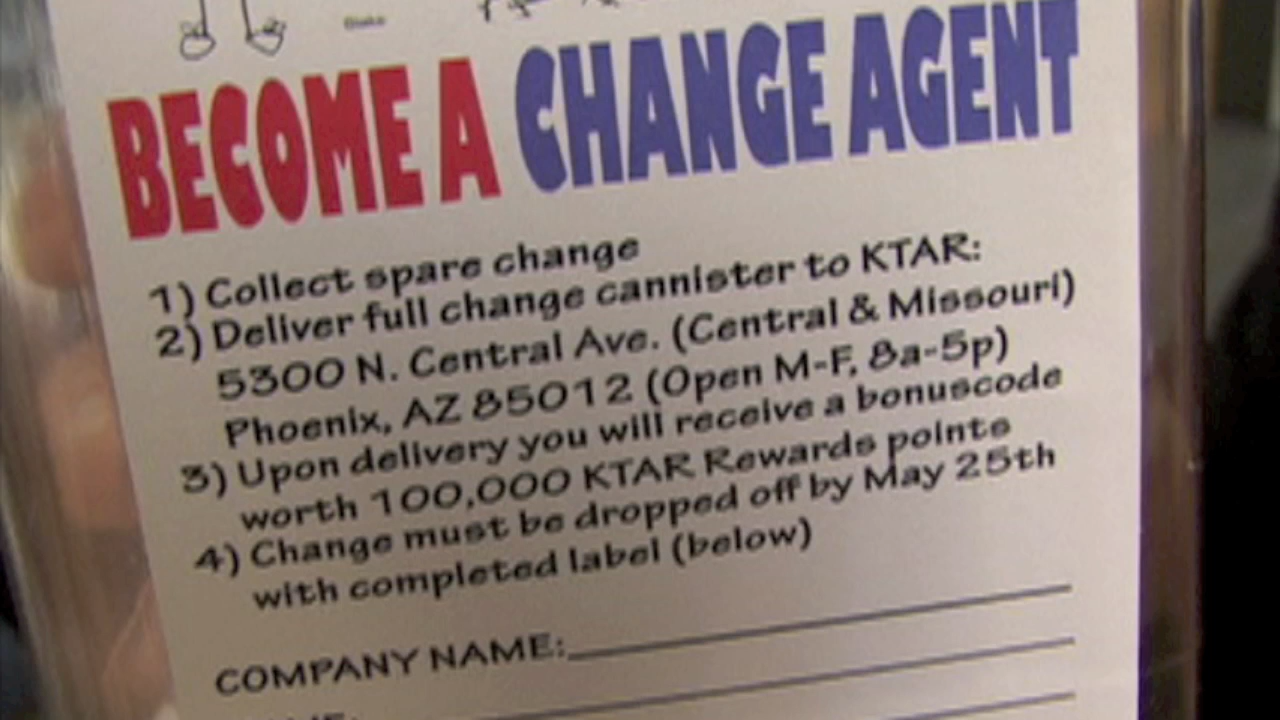 BECOME A CHANGE AGENT
1) Collect spare change
2) Deliver full change cannister to KTAR:
5300 N. Central Ave. (Central & Missouri)
Phoenix, AZ 85012 (Open M-F, 8a-5p)
3) Upon delivery you will receive a bonuscode
worth 100,000 KTAR Rewards points
4) Change must be dropped off by May 25th
with completed label (below)
COMPANY NAME: